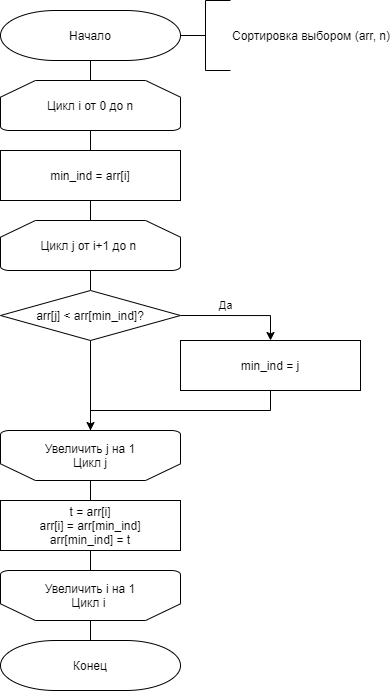 Начало
Сортировка выбором (arr, n)
Цикл i от 0 до n
min_ind = arr[i]
Цикл j от i+1 до n
arr[j] < arr[min_ind]?
Да
min_ind = j
Увеличить j на 1
Цикл j
t = arr[i]
arr[i] = arr[min_ind]
arr[min_ind] = t
Увеличить i на 1
Цикл i
Конец